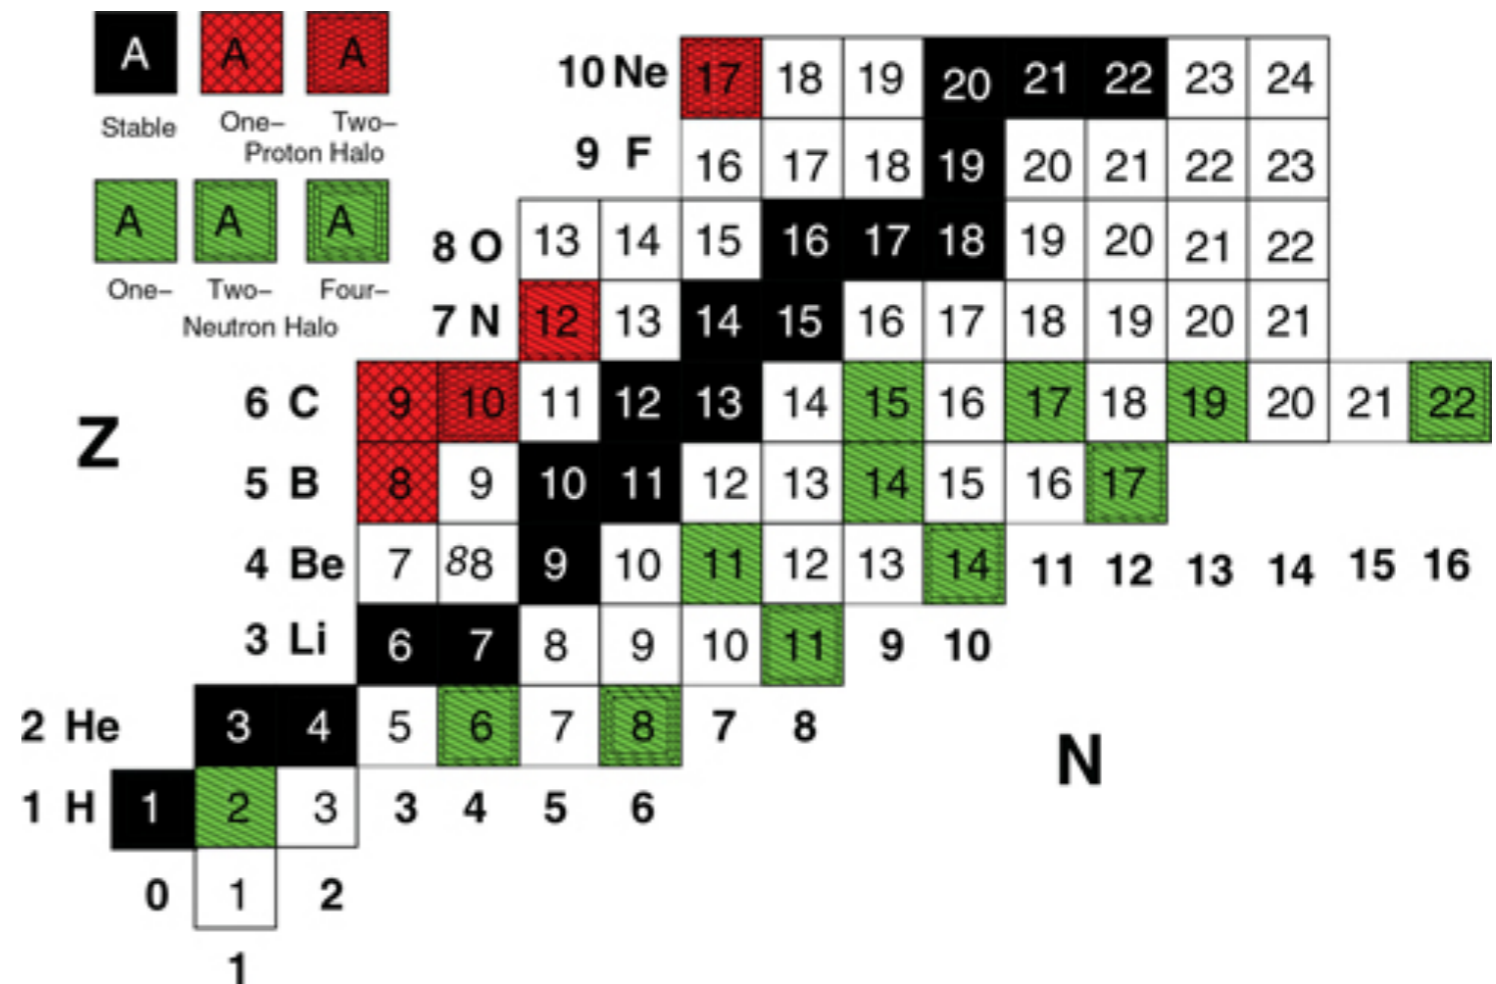 A A A
Stable One– Two–
Proton Halo
A A A
One– Two– Four–
Neutron Halo
10 Ne 17 18 19 20 21 22 23 24
9 F 16 17 18 19 20 21 22 23
8 O 13 14 15 16 17 18 19 20 21 22
7 N 12 13 14 15 16 17 18 19 20 21
6 C 9 10 11 12 13 14 15 16 17 18 19 20 21 22
Z
5 B 8 9 10 11 12 13 14 15 16 17
4 Be 7 88 9 10 11 12 13 14 11 12 13 14 15 16
3 Li 6 7 8 9 10 11 9 10
2 He 3 4 5 6 7 8 7 8
N
1 H 1 2 3 3 4 5 6
0 1 2
1